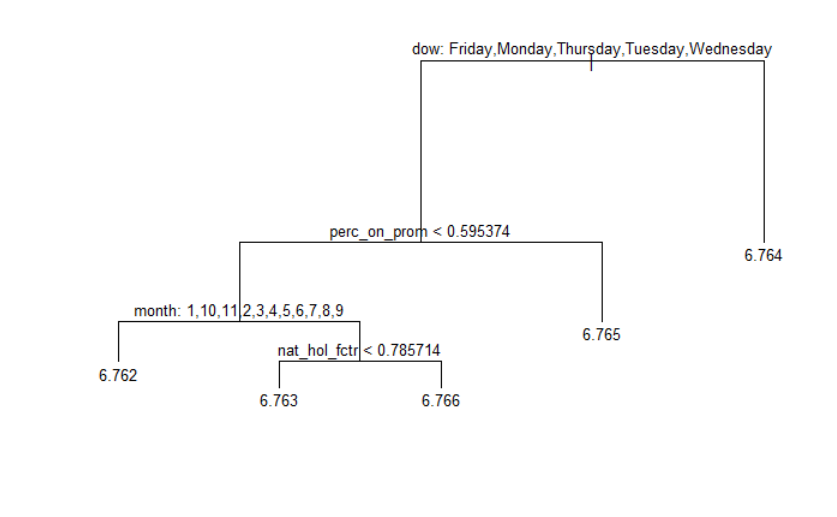 dow: Friday,Monday,Thursday,Tuesday,Wednesday
perc_on_prom < 0.595374
6.764
month: 1,10,11,2,3,4,5,6,7,8,9
6.765
nat_hol_fctr < 0.785714
6.762
6.763
6.766